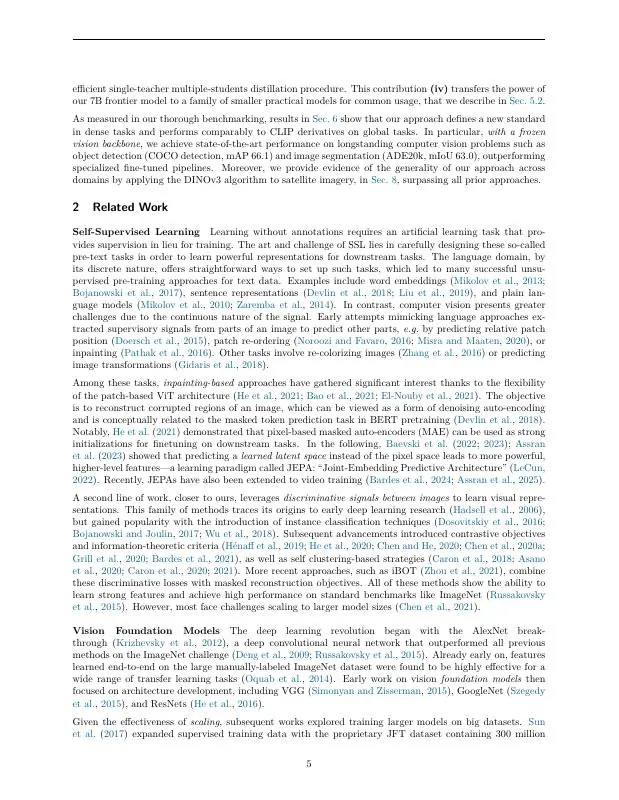 efficient single-teacher multiple-students distillation procedure. This contribution (iv) transfers the power of
our 7B frontier model to a family of smaller practical models for common usage, that we describe in Sec. 5.2.
As measured in our thorough benchmarking, results in Sec. 6 show that our approach defines a new standard
in dense tasks and performs comparably to CLIP derivatives on global tasks. In particular, with a frozen
vision backbone, we achieve state-of-the-art performance on longstanding computer vision problems such as
object detection (COCO detection, mAP 66.1) and image segmentation (ADE20k, mIoU 63.0), outperforming
specialized fine-tuned pipelines. Moreover, we provide evidence of the generality of our approach across
domains by applying the DINOv3 algorithm to satellite imagery, in Sec. 8, surpassing all prior approaches.
2 Related Work
Self-Supervised Learning Learning without annotations requires an artificial learning task that pro-
vides supervision in lieu for training. The art and challenge of SSL lies in carefully designing these so-called
pre-text tasks in order to learn powerful representations for downstream tasks. The language domain, by
its discrete nature, offers straightforward ways to set up such tasks, which led to many successful unsu-
pervised pre-training approaches for text data. Examples include word embeddings (Mikolov et al., 2013;
Bojanowski et al., 2017), sentence representations (Devlin et al., 2018; Liu et al., 2019), and plain lan-
guage models (Mikolov et al., 2010; Zaremba et al., 2014). In contrast, computer vision presents greater
challenges due to the continuous nature of the signal. Early attempts mimicking language approaches ex-
tracted supervisory signals from parts of an image to predict other parts, e.g. by predicting relative patch
position (Doersch et al., 2015), patch re-ordering (Noroozi and Favaro, 2016; Misra and Maaten, 2020), or
inpainting (Pathak et al., 2016). Other tasks involve re-colorizing images (Zhang et al., 2016) or predicting
image transformations (Gidaris et al., 2018).
Among these tasks, inpainting-based approaches have gathered significant interest thanks to the flexibility
of the patch-based ViT architecture (He et al., 2021; Bao et al., 2021; El-Nouby et al., 2021). The objective
is to reconstruct corrupted regions of an image, which can be viewed as a form of denoising auto-encoding
and is conceptually related to the masked token prediction task in BERT pretraining (Devlin et al., 2018).
Notably, He et al. (2021) demonstrated that pixel-based masked auto-encoders (MAE) can be used as strong
initializations for finetuning on downstream tasks. In the following, Baevski et al. (2022; 2023); Assran
et al. (2023) showed that predicting a learned latent space instead of the pixel space leads to more powerful,
higher-level features—a learning paradigm called JEPA: “Joint-Embedding Predictive Architecture” (LeCun,
2022). Recently, JEPAs have also been extended to video training (Bardes et al., 2024; Assran et al., 2025).
A second line of work, closer to ours, leverages discriminative signals between images to learn visual repre-
sentations. This family of methods traces its origins to early deep learning research (Hadsell et al., 2006),
but gained popularity with the introduction of instance classification techniques (Dosovitskiy et al., 2016;
Bojanowski and Joulin, 2017; Wu et al., 2018). Subsequent advancements introduced contrastive objectives
and information-theoretic criteria (Hénaff et al., 2019; He et al., 2020; Chen and He, 2020; Chen et al., 2020a;
Grill et al., 2020; Bardes et al., 2021), as well as self clustering-based strategies (Caron et al., 2018; Asano
et al., 2020; Caron et al., 2020; 2021). More recent approaches, such as iBOT (Zhou et al., 2021), combine
these discriminative losses with masked reconstruction objectives. All of these methods show the ability to
learn strong features and achieve high performance on standard benchmarks like ImageNet (Russakovsky
et al., 2015). However, most face challenges scaling to larger model sizes (Chen et al., 2021).
Vision Foundation Models The deep learning revolution began with the AlexNet break-
through (Krizhevsky et al., 2012), a deep convolutional neural network that outperformed all previous
methods on the ImageNet challenge (Deng et al., 2009; Russakovsky et al., 2015). Already early on, features
learned end-to-end on the large manually-labeled ImageNet dataset were found to be highly effective for a
wide range of transfer learning tasks (Oquab et al., 2014). Early work on vision foundation models then
focused on architecture development, including VGG (Simonyan and Zisserman, 2015), GoogleNet (Szegedy
et al., 2015), and ResNets (He et al., 2016).
Given the effectiveness of scaling, subsequent works explored training larger models on big datasets. Sun
et al. (2017) expanded supervised training data with the proprietary JFT dataset containing 300 million
5